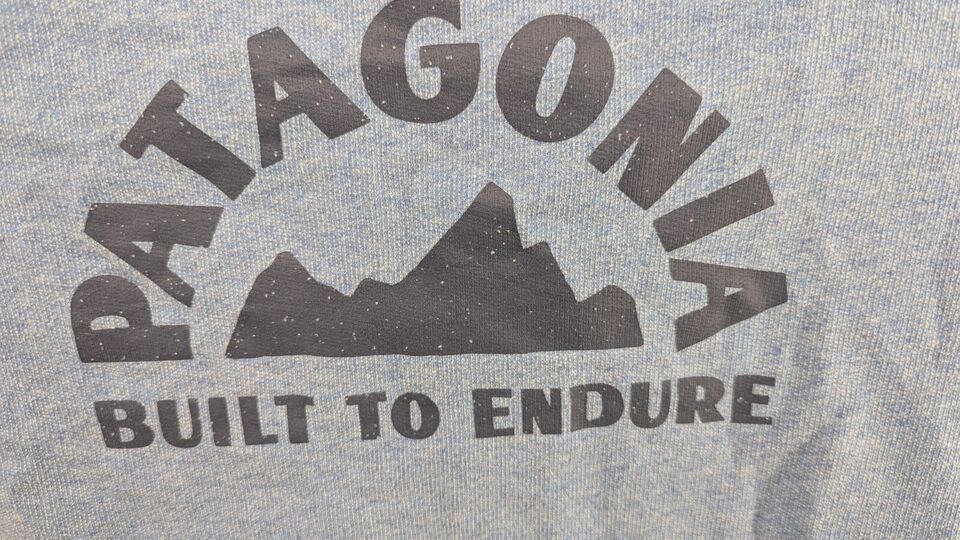 PATAGONIA
BUILT TO ENDURE